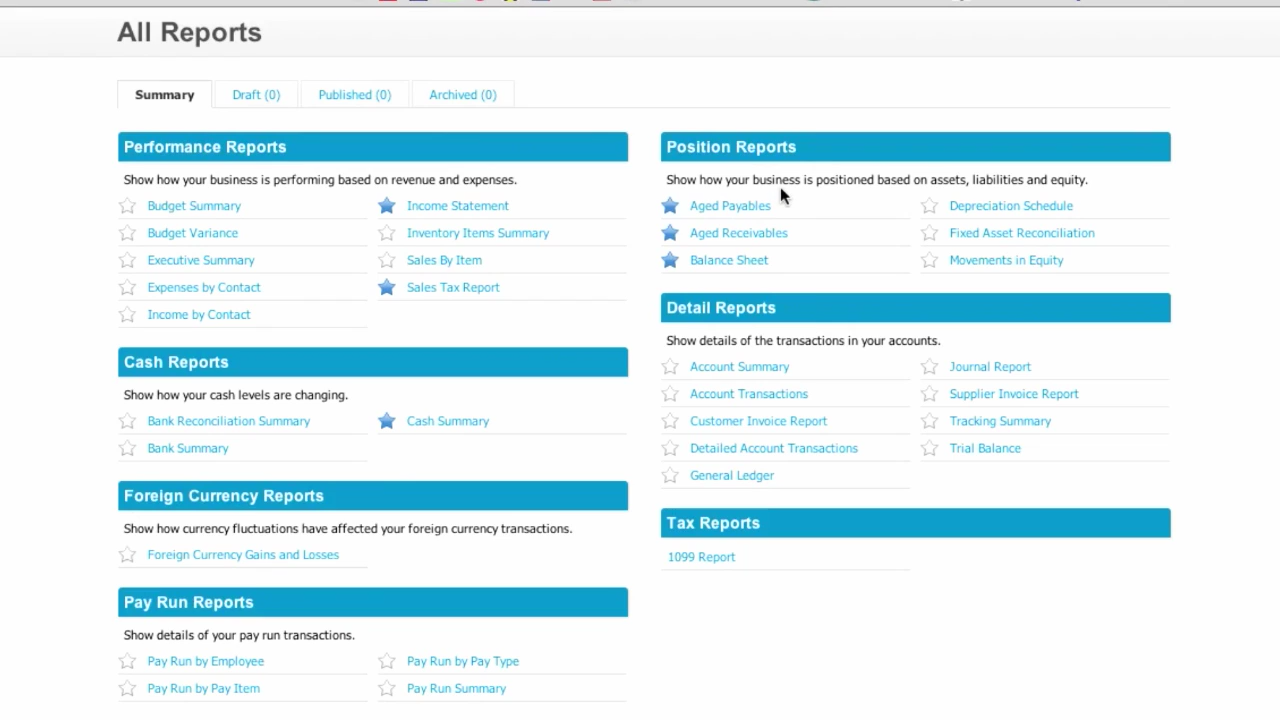 All Reports
Summary
Draft (0)
Published (0)
Archived (0)
Performance Reports
Show how your business is performing based on revenue and expenses.
Budget Summary
Income Statement
Budget Variance
Inventory Items Summary
Executive Summary
Sales By Item
Expenses by Contact
Sales Tax Report
Income by Contact
Cash Reports
Show how your cash levels are changing.
Bank Reconciliation Summary
Cash Summary
Bank Summary
Foreign Currency Reports
Show how currency fluctuations have affected your foreign currency transactions.
Foreign Currency Gains and Losses
Pay Run Reports
Show details of your pay run transactions.
Pay Run by Employee
Pay Run by Pay Type
Pay Run by Pay Item
Pay Run Summary
Position Reports
Show how your business is positioned based on assets, liabilities and equity.
Aged Payables
Depreciation Schedule
Aged Receivables
Fixed Asset Reconciliation
Balance Sheet
Movements in Equity
Detail Reports
Show details of the transactions in your accounts.
Account Summary
Journal Report
Account Transactions
Supplier Invoice Report
Customer Invoice Report
Tracking Summary
Detailed Account Transactions
Trial Balance
General Ledger
Tax Reports
1099 Report